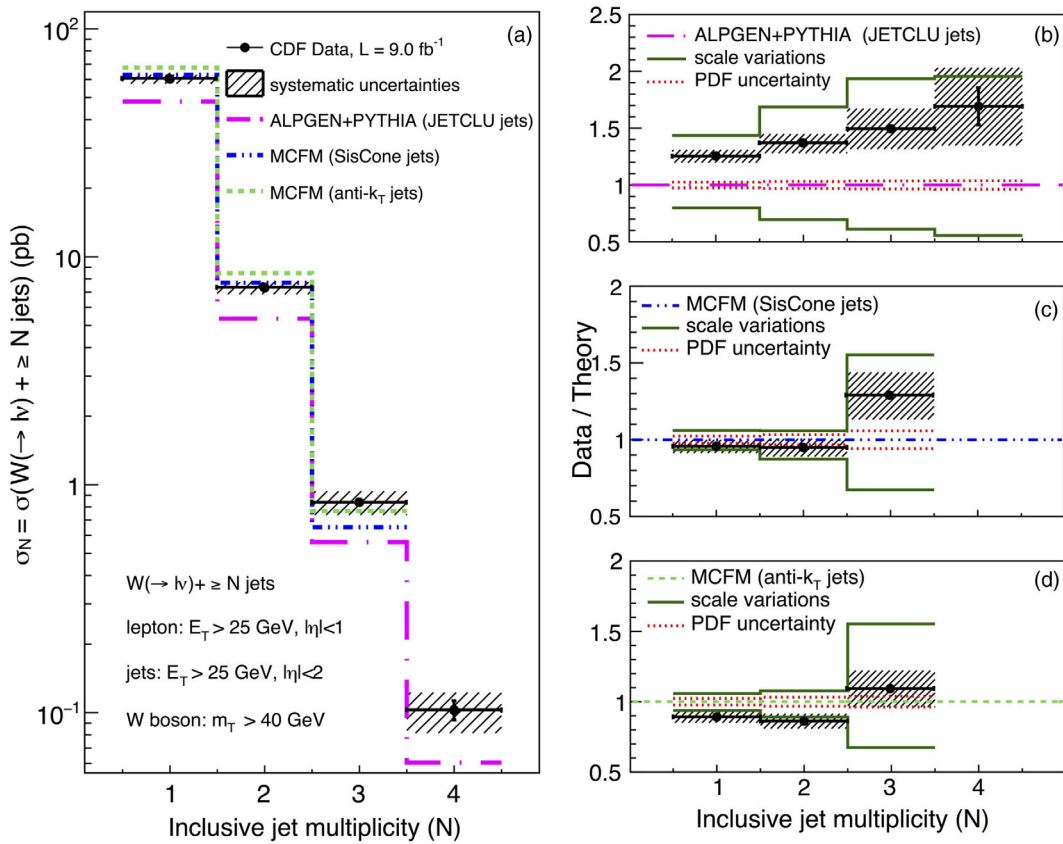 (a)
CDF Data, L = 9.0 fb⁻¹
systematic uncertainties
ALPGEN+PYTHIA (JETCLU jets)
MCFM (SisCone jets)
MCFM (anti-k_T jets)
10²
10
1
10⁻¹
σ_N = σ(W(→ lν) + ≥ N jets) (pb)
W(→ lν)+ ≥ N jets
lepton: E_T > 25 GeV, |η|<1
jets: E_T > 25 GeV, |η|<2
W boson: m_T > 40 GeV
1 2 3 4
Inclusive jet multiplicity (N)
(b)
ALPGEN+PYTHIA (JETCLU jets)
scale variations
PDF uncertainty
2.5
2
1.5
1
0.5
(c)
MCFM (SisCone jets)
scale variations
PDF uncertainty
2
1.5
1
0.5
Data / Theory
(d)
MCFM (anti-k_T jets)
scale variations
PDF uncertainty
2
1.5
1
0.5
1 2 3 4
Inclusive jet multiplicity (N)